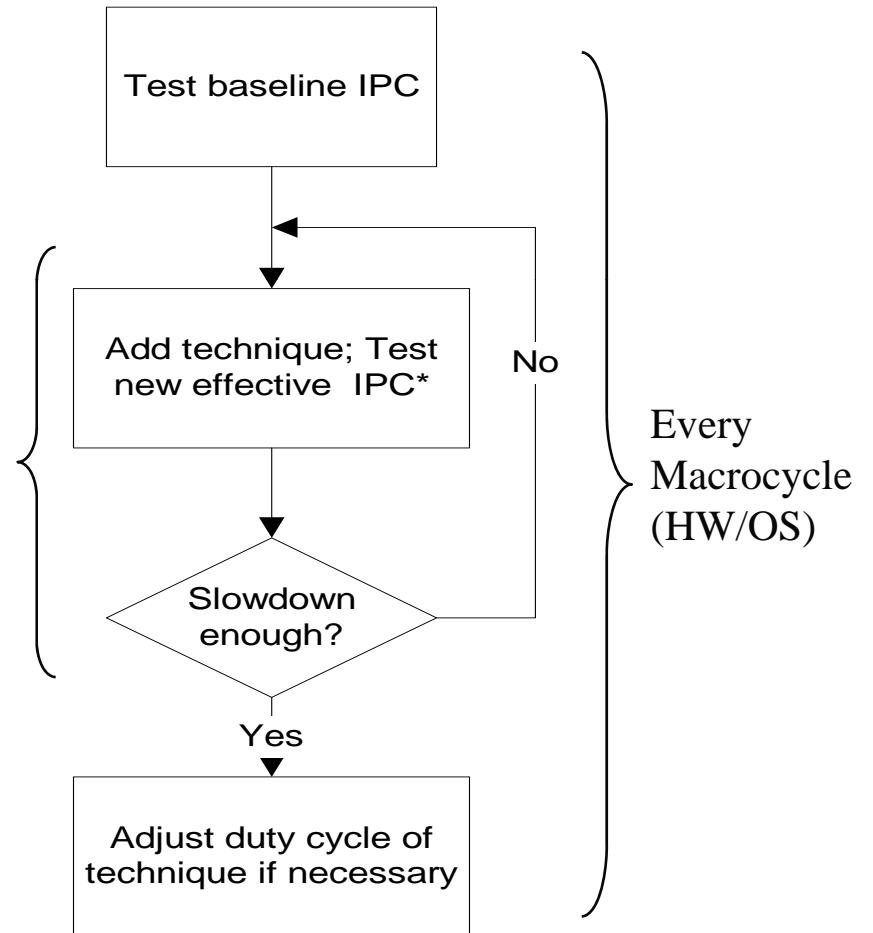 Test baseline IPC
Add technique; Test
new effective IPC*
No
Every
Macrocycle
(HW/OS)
Slowdown
enough?
Yes
Adjust duty cycle of
technique if necessary